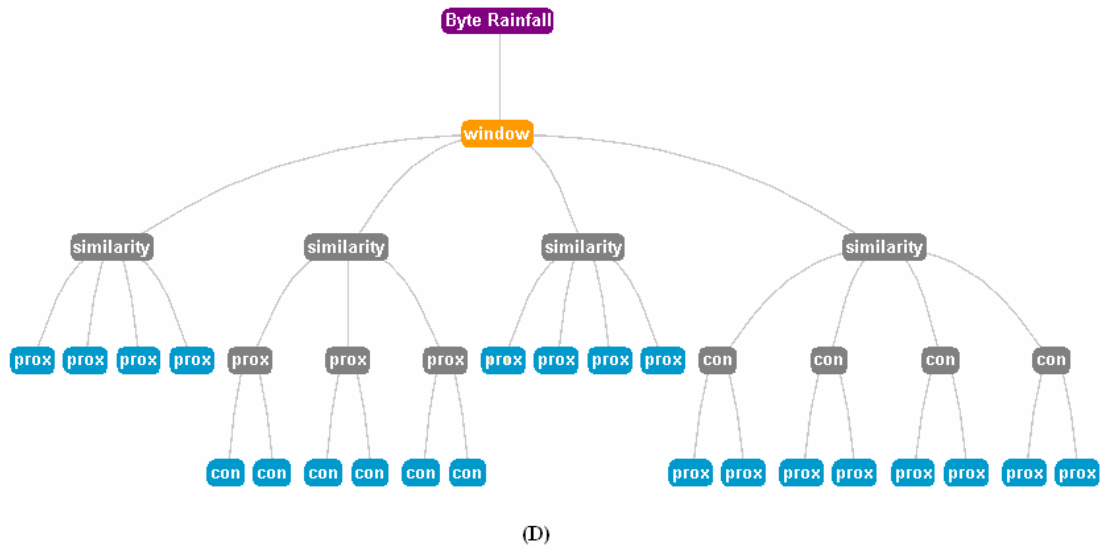 Byte Rainfall
window
similarity similarity similarity similarity
prox prox prox prox prox prox prox prox prox prox prox con con con con
con con con con con con prox prox prox prox prox prox prox prox
(D)